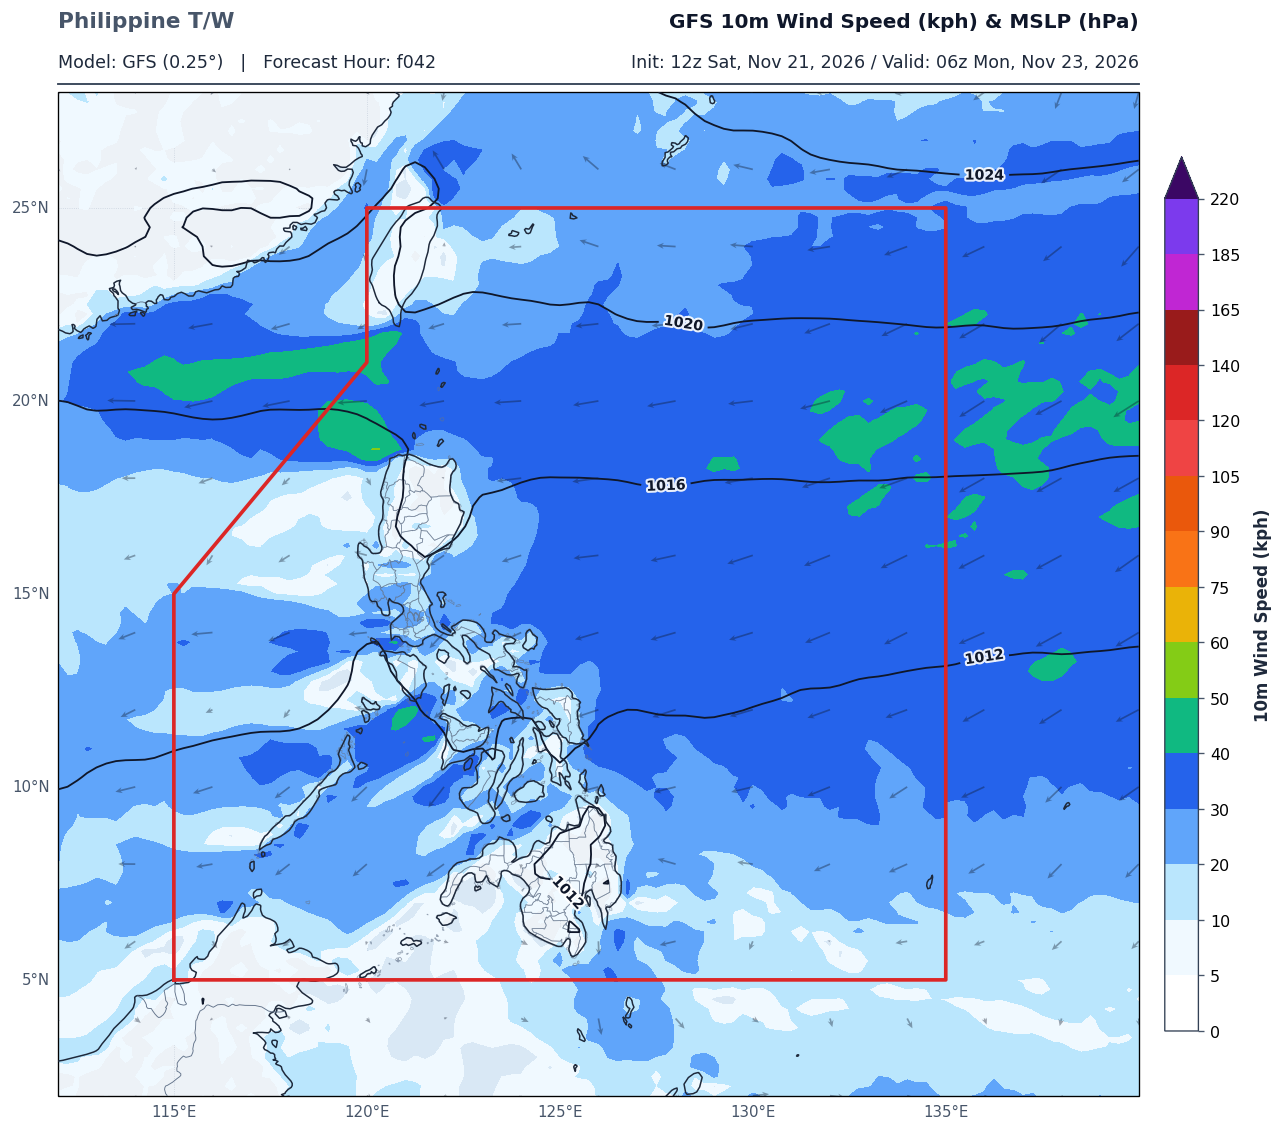 Philippine T/W
GFS 10m Wind Speed (kph) & MSLP (hPa)
Model: GFS (0.25°) | Forecast Hour: f042
Init: 12z Sat, Nov 21, 2026 / Valid: 06z Mon, Nov 23, 2026
25°N
20°N
15°N
10°N
5°N
115°E
120°E
125°E
130°E
135°E
1024
1020
1016
1012
1012
220
185
165
140
120
105
90
75
60
50
40
30
20
10
5
0
10m Wind Speed (kph)